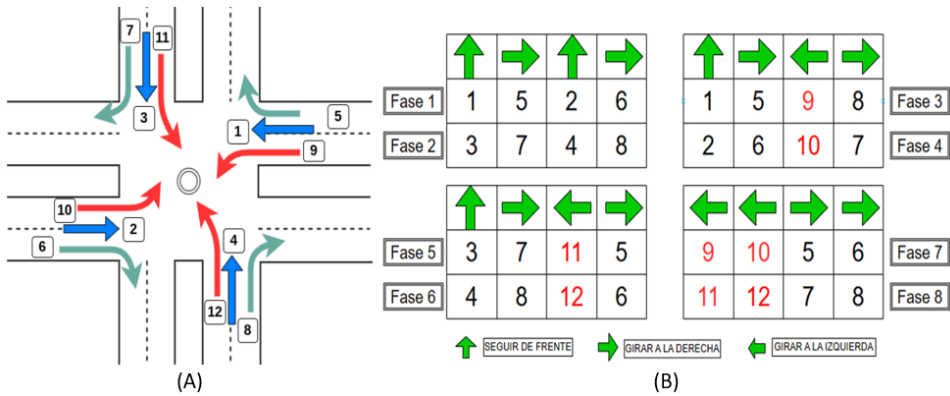 7
11
3
5
1
9
10
2
6
4
12
8
(A)
Fase 1
1 5 2 6
Fase 2
3 7 4 8
1 5 9 8
Fase 3
2 6 10 7
Fase 4
Fase 5
3 7 11 5
Fase 6
4 8 12 6
9 10 5 6
Fase 7
11 12 7 8
Fase 8
SEGUIR DE FRENTE
GIRAR A LA DERECHA
GIRAR A LA IZQUIERDA
(B)